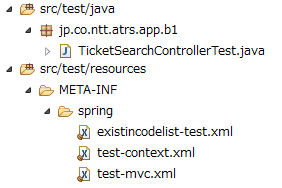 src/test/java
jp.co.ntt.atrs.app.b1
TicketSearchControllerTest.java
src/test/resources
META-INF
spring
existincodelist-test.xml
test-context.xml
test-mvc.xml